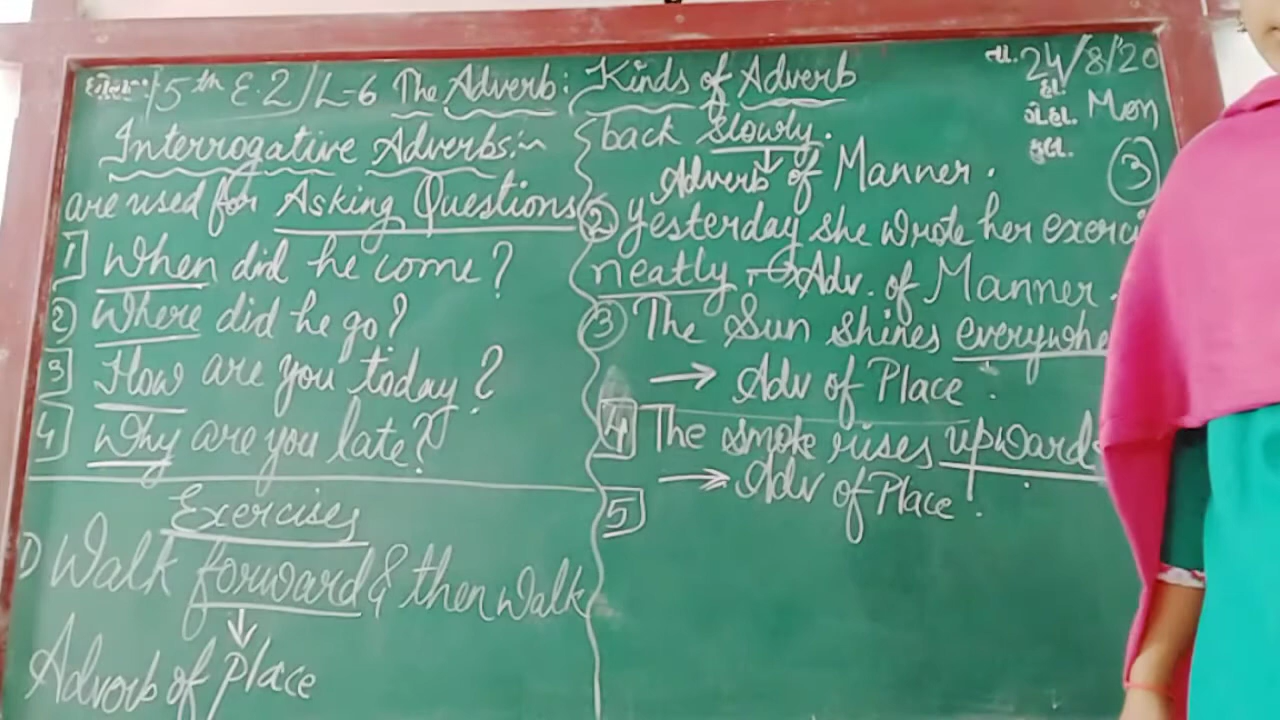 5th E.2 / L-6 The Adverb : Kinds of Adverb
તા. 24/8/20
Mon
3
Interrogative Adverbs :-
are used for Asking Questions
1] When did he come?
2) Where did he go?
3] How are you today?
4] Why are you late?
Exercises
1) Walk forward & then walk
Adverb of place
back slowly.
Adverb of Manner.
2 yesterday she wrote her exerci
neatly → Adv. of Manner.
3 The Sun shines everywhe
→ Adv of Place.
4 The smoke rises upward
→ Adv of Place.
5